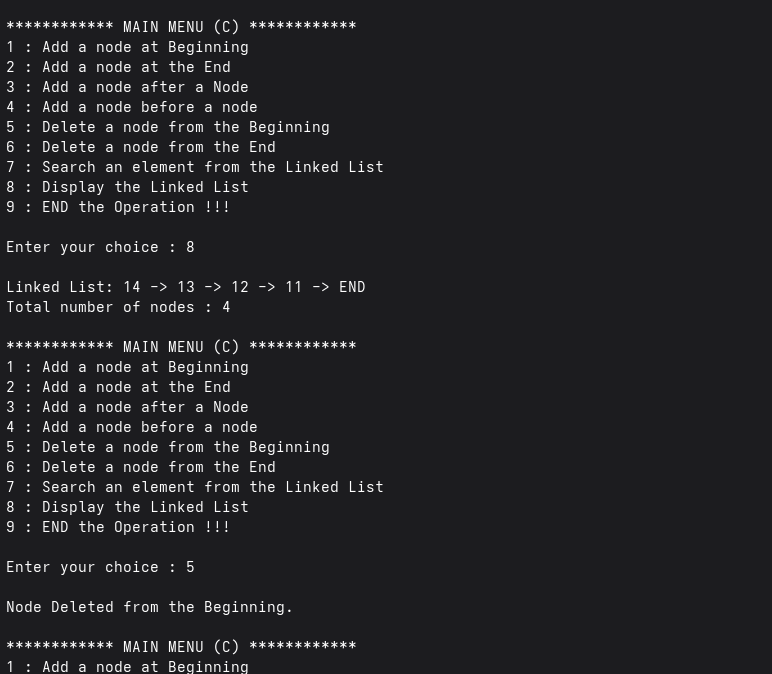 ************ MAIN MENU (C) ************
1 : Add a node at Beginning
2 : Add a node at the End
3 : Add a node after a Node
4 : Add a node before a node
5 : Delete a node from the Beginning
6 : Delete a node from the End
7 : Search an element from the Linked List
8 : Display the Linked List
9 : END the Operation !!!
Enter your choice : 8
Linked List: 14 -> 13 -> 12 -> 11 -> END
Total number of nodes : 4
************ MAIN MENU (C) ************
1 : Add a node at Beginning
2 : Add a node at the End
3 : Add a node after a Node
4 : Add a node before a node
5 : Delete a node from the Beginning
6 : Delete a node from the End
7 : Search an element from the Linked List
8 : Display the Linked List
9 : END the Operation !!!
Enter your choice : 5
Node Deleted from the Beginning.
************ MAIN MENU (C) ************
1 : Add a node at Beginning